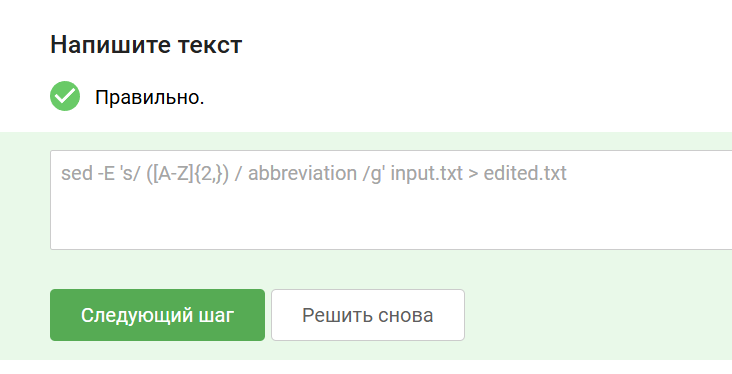 Напишите текст
Правильно.
sed -E 's/ ([A-Z]{2,}) / abbreviation /g' input.txt > edited.txt
Следующий шаг
Решить снова